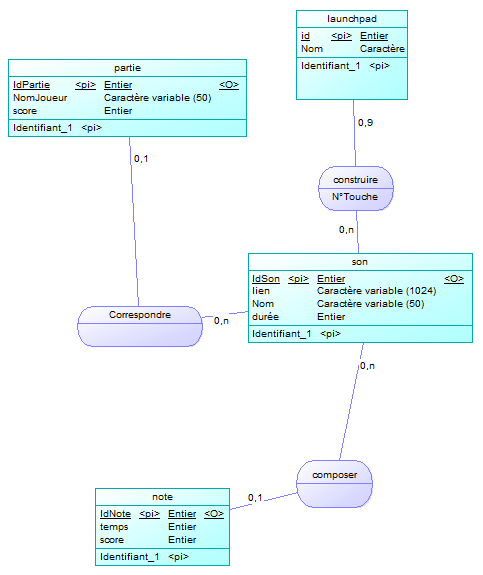 launchpad
id <pi> Entier
Nom Caractère
Identifiant_1 <pi>
partie
IdPartie <pi> Entier <O>
NomJoueur Caractère variable (50)
score Entier
Identifiant_1 <pi>
0,9
0,1
construire
N°Touche
0,n
son
IdSon <pi> Entier <O>
lien Caractère variable (1024)
Nom Caractère variable (50)
durée Entier
Identifiant_1 <pi>
Correspondre
0,n
0,n
composer
note
IdNote <pi> Entier <O>
temps Entier
score Entier
Identifiant_1 <pi>
0,1